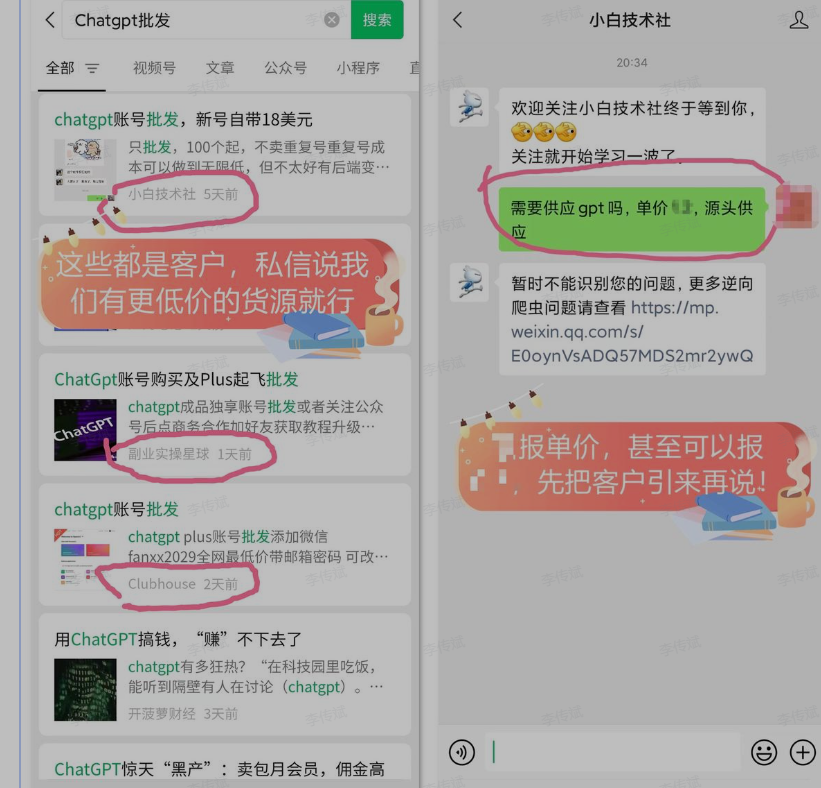 Chatgpt批发
搜索
全部 视频号 文章 公众号 小程序
chatgpt账号批发，新号自带18美元
只批发，100个起，不卖重复号重复号成
本可以做到无限低，但不太好有后端变…
小白技术社 5天前
这些都是客户，私信说我
们有更低价的货源就行
ChatGpt账号购买及Plus起飞批发
ChatGPT
chatgpt成品独享账号批发或者关注公众
号后点商务合作加好友获取教程升级…
副业实操星球 1天前
chatgpt账号批发
chatgpt plus账号批发添加微信
fanxx2029全网最低价带邮箱密码 可改…
Clubhouse 2天前
用ChatGPT搞钱，“赚”不下去了
chatgpt有多狂热？“在科技园里吃饭，
能听到隔壁有人在讨论（chatgpt）。…
开菠萝财经 3天前
ChatGPT惊天“黑产”：卖包月会员，佣金高
小白技术社
20:34
欢迎关注小白技术社终于等到你，
关注就开始学习一波了
需要供应gpt吗，单价，源头供
应
暂时不能识别您的问题，更多逆向
爬虫问题请查看 https://mp.
weixin.qq.com/s/
E0oynVsADQ57MDS2mr2ywQ
报单价，甚至可以报
，先把客户引来再说！
李传斌